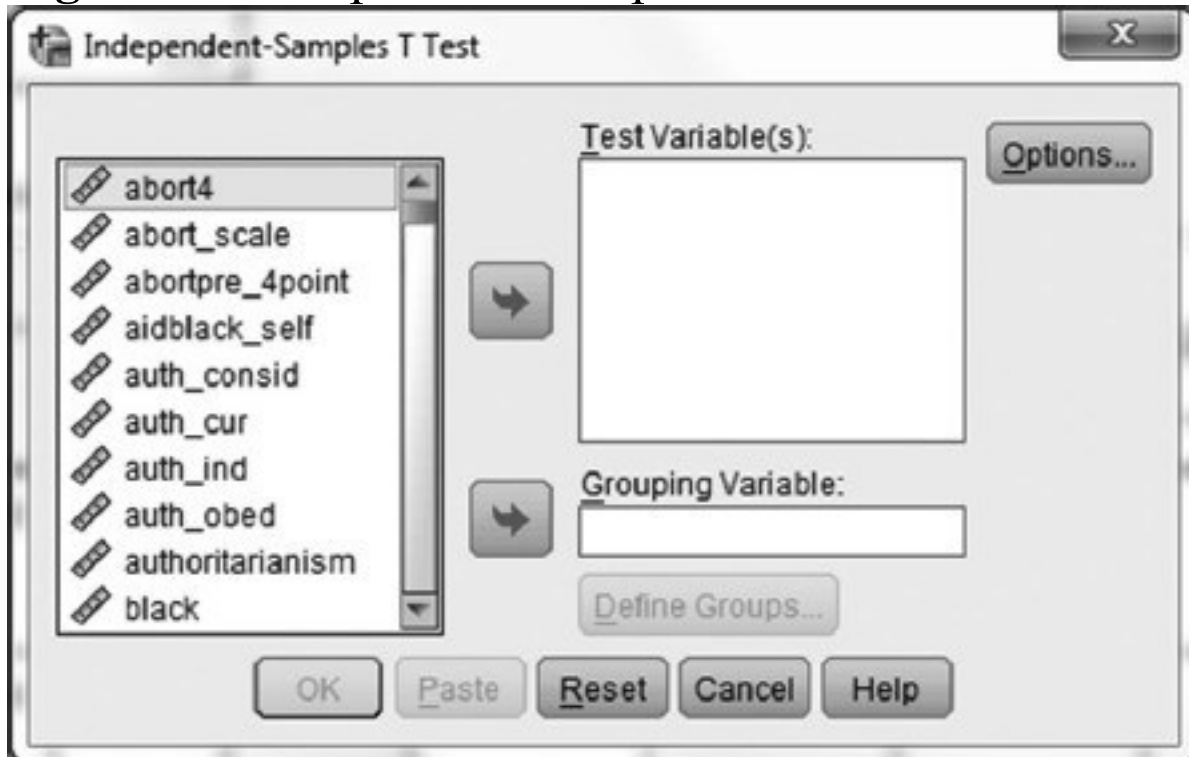 Independent-Samples T Test
Test Variable(s):
Options...
abort4
abort_scale
abortpre_4point
aidblack_self
auth_consid
auth_cur
auth_ind
auth_obed
authoritarianism
black
Grouping Variable:
Define Groups...
OK
Paste
Reset
Cancel
Help